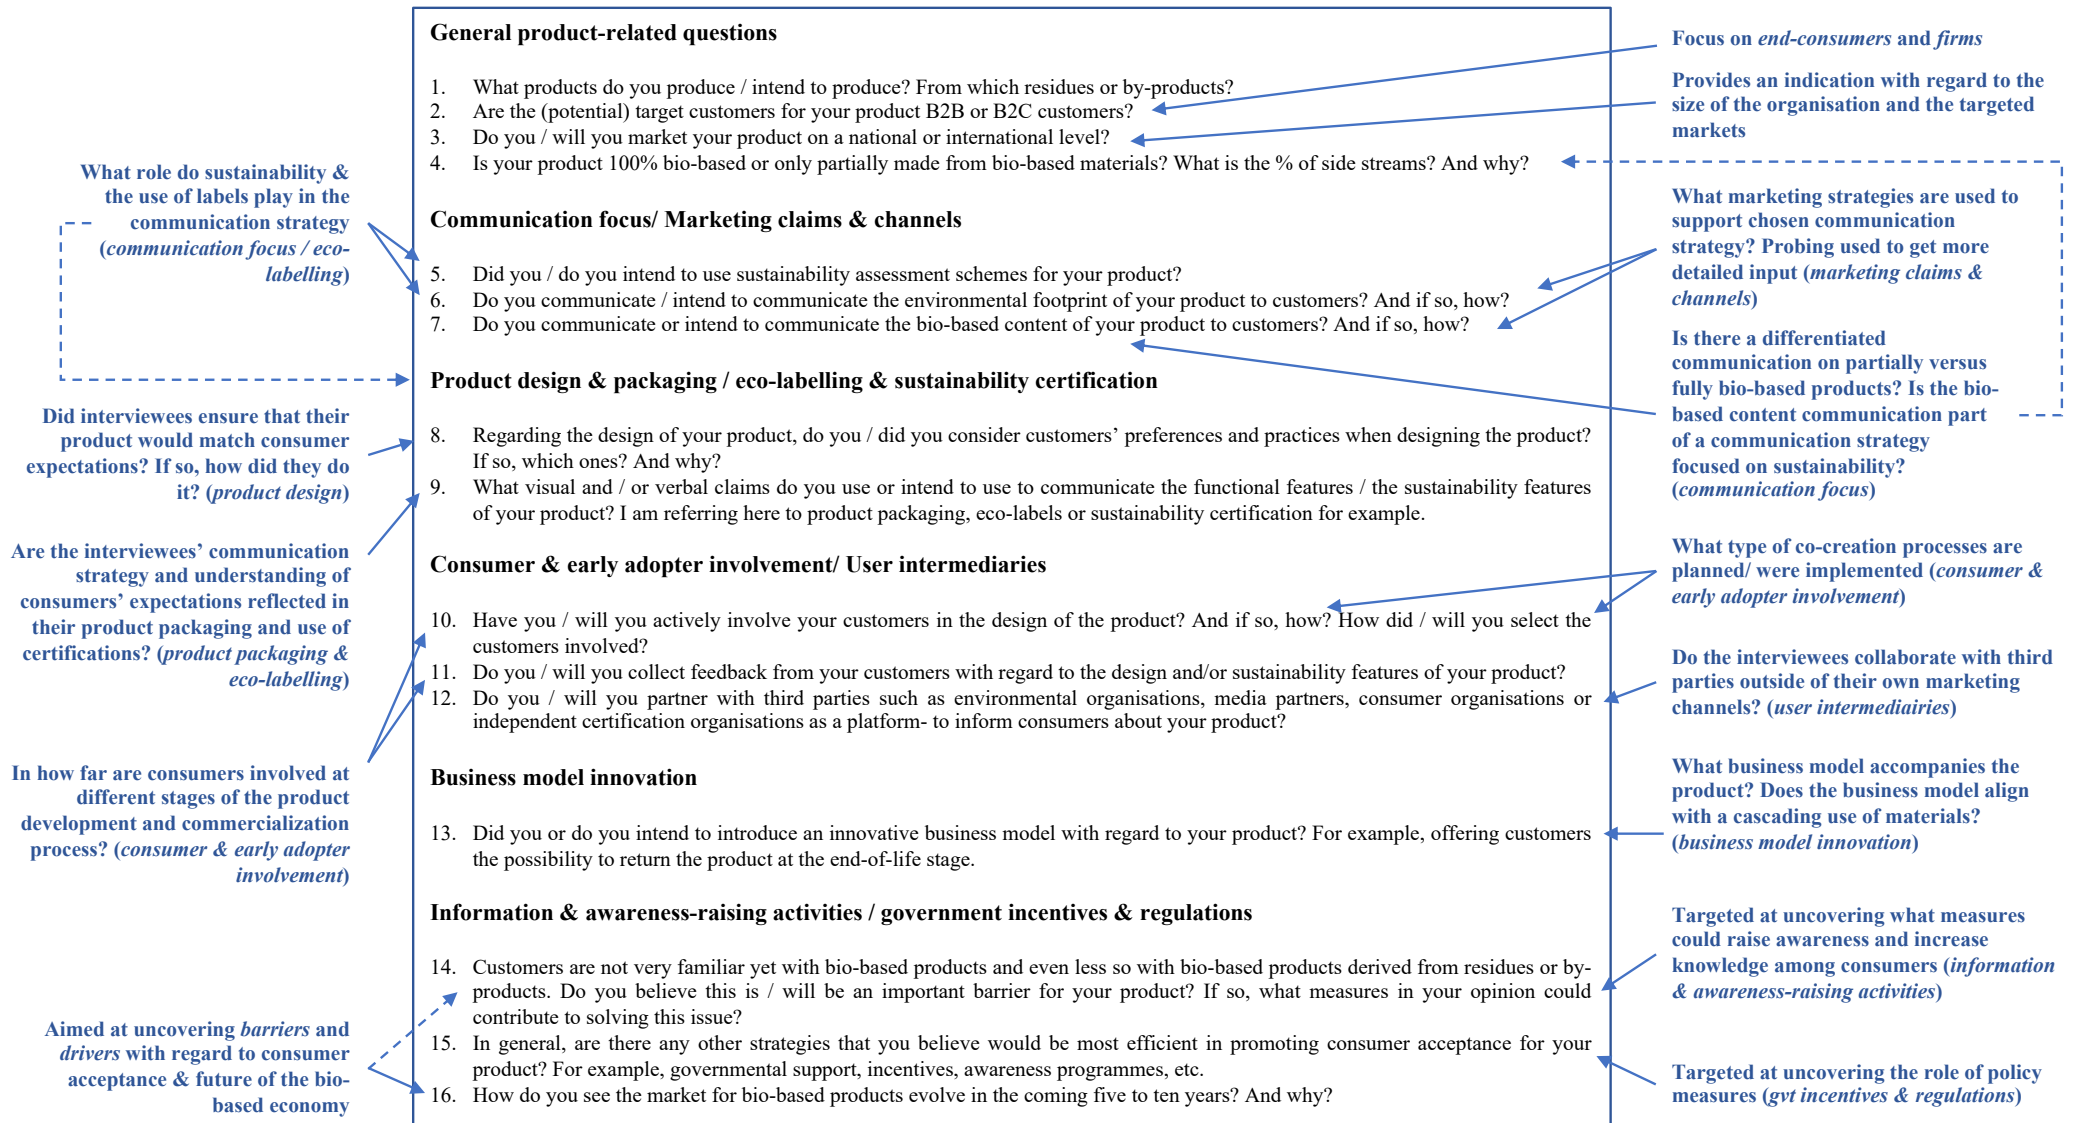 General product-related questions
1. What products do you produce / intend to produce? From which residues or by-products?
2. Are the (potential) target customers for your product B2B or B2C customers?
3. Do you / will you market your product on a national or international level?
4. Is your product 100% bio-based or only partially made from bio-based materials? What is the % of side streams? And why?
Communication focus/ Marketing claims & channels
5. Did you / do you intend to use sustainability assessment schemes for your product?
6. Do you communicate / intend to communicate the environmental footprint of your product to customers? And if so, how?
7. Do you communicate or intend to communicate the bio-based content of your product to customers? And if so, how?
Product design & packaging / eco-labelling & sustainability certification
8. Regarding the design of your product, do you / did you consider customers' preferences and practices when designing the product?
If so, which ones? And why?
9. What visual and / or verbal claims do you use or intend to use to communicate the functional features / the sustainability features
of your product? I am referring here to product packaging, eco-labels or sustainability certification for example.
Consumer & early adopter involvement/ User intermediaries
10. Have you / will you actively involve your customers in the design of the product? And if so, how? How did / will you select the
customers involved?
11. Do you / will you collect feedback from your customers with regard to the design and/or sustainability features of your product?
12. Do you / will you partner with third parties such as environmental organisations, media partners, consumer organisations or
independent certification organisations as a platform- to inform consumers about your product?
Business model innovation
13. Did you or do you intend to introduce an innovative business model with regard to your product? For example, offering customers
the possibility to return the product at the end-of-life stage.
Information & awareness-raising activities / government incentives & regulations
14. Customers are not very familiar yet with bio-based products and even less so with bio-based products derived from residues or by-
products. Do you believe this is / will be an important barrier for your product? If so, what measures in your opinion could
contribute to solving this issue?
15. In general, are there any other strategies that you believe would be most efficient in promoting consumer acceptance for your
product? For example, governmental support, incentives, awareness programmes, etc.
16. How do you see the market for bio-based products evolve in the coming five to ten years? And why?
What role do sustainability &
the use of labels play in the
communication strategy
(communication focus / eco-
labelling)
Did interviewees ensure that their
product would match consumer
expectations? If so, how did they do
it? (product design)
Are the interviewees' communication
strategy and understanding of
consumers' expectations reflected in
their product packaging and use of
certifications? (product packaging &
eco-labelling)
In how far are consumers involved at
different stages of the product
development and commercialization
process? (consumer & early adopter
involvement)
Aimed at uncovering barriers and
drivers with regard to consumer
acceptance & future of the bio-
based economy
Focus on end-consumers and firms
Provides an indication with regard to the
size of the organisation and the targeted
markets
What marketing strategies are used to
support chosen communication
strategy? Probing used to get more
detailed input (marketing claims &
channels)
Is there a differentiated
communication on partially versus
fully bio-based products? Is the bio-
based content communication part
of a communication strategy
focused on sustainability?
(communication focus)
What type of co-creation processes are
planned/ were implemented (consumer &
early adopter involvement)
Do the interviewees collaborate with third
parties outside of their own marketing
channels? (user intermediairies)
What business model accompanies the
product? Does the business model align
with a cascading use of materials?
(business model innovation)
Targeted at uncovering what measures
could raise awareness and increase
knowledge among consumers (information
& awareness-raising activities)
Targeted at uncovering the role of policy
measures (gvt incentives & regulations)